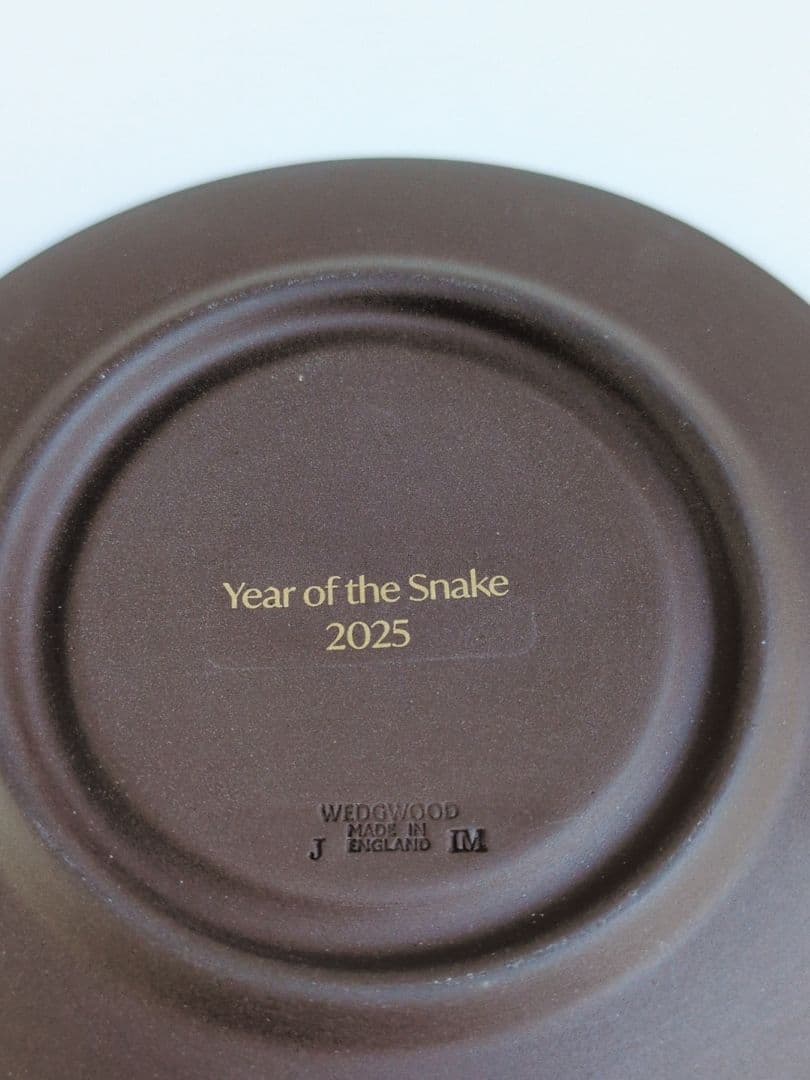 Year of the Snake
2025
WEDGWOOD
MADE IN
J ENGLAND IM